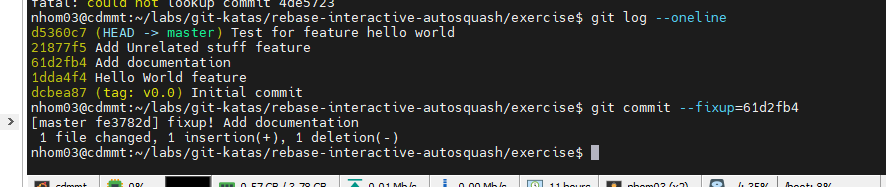 fatal: could not lookup commit 4de5723
nhom03@cdmmt:~/labs/git-katas/rebase-interactive-autosquash/exercise$ git log --oneline
d5360c7 (HEAD -> master) Test for feature hello world
21877f5 Add Unrelated stuff feature
61d2fb4 Add documentation
1dda4f4 Hello World feature
dcbea87 (tag: v0.0) Initial commit
nhom03@cdmmt:~/labs/git-katas/rebase-interactive-autosquash/exercise$ git commit --fixup=61d2fb4
[master fe3782d] fixup! Add documentation
 1 file changed, 1 insertion(+), 1 deletion(-)
nhom03@cdmmt:~/labs/git-katas/rebase-interactive-autosquash/exercise$
cdmmt 0% 0.57 GB / 3.78 GB 0.01 Mb/s 0.00 Mb/s 11 hours nhom03 (x2) /: 35% /boot: 8%